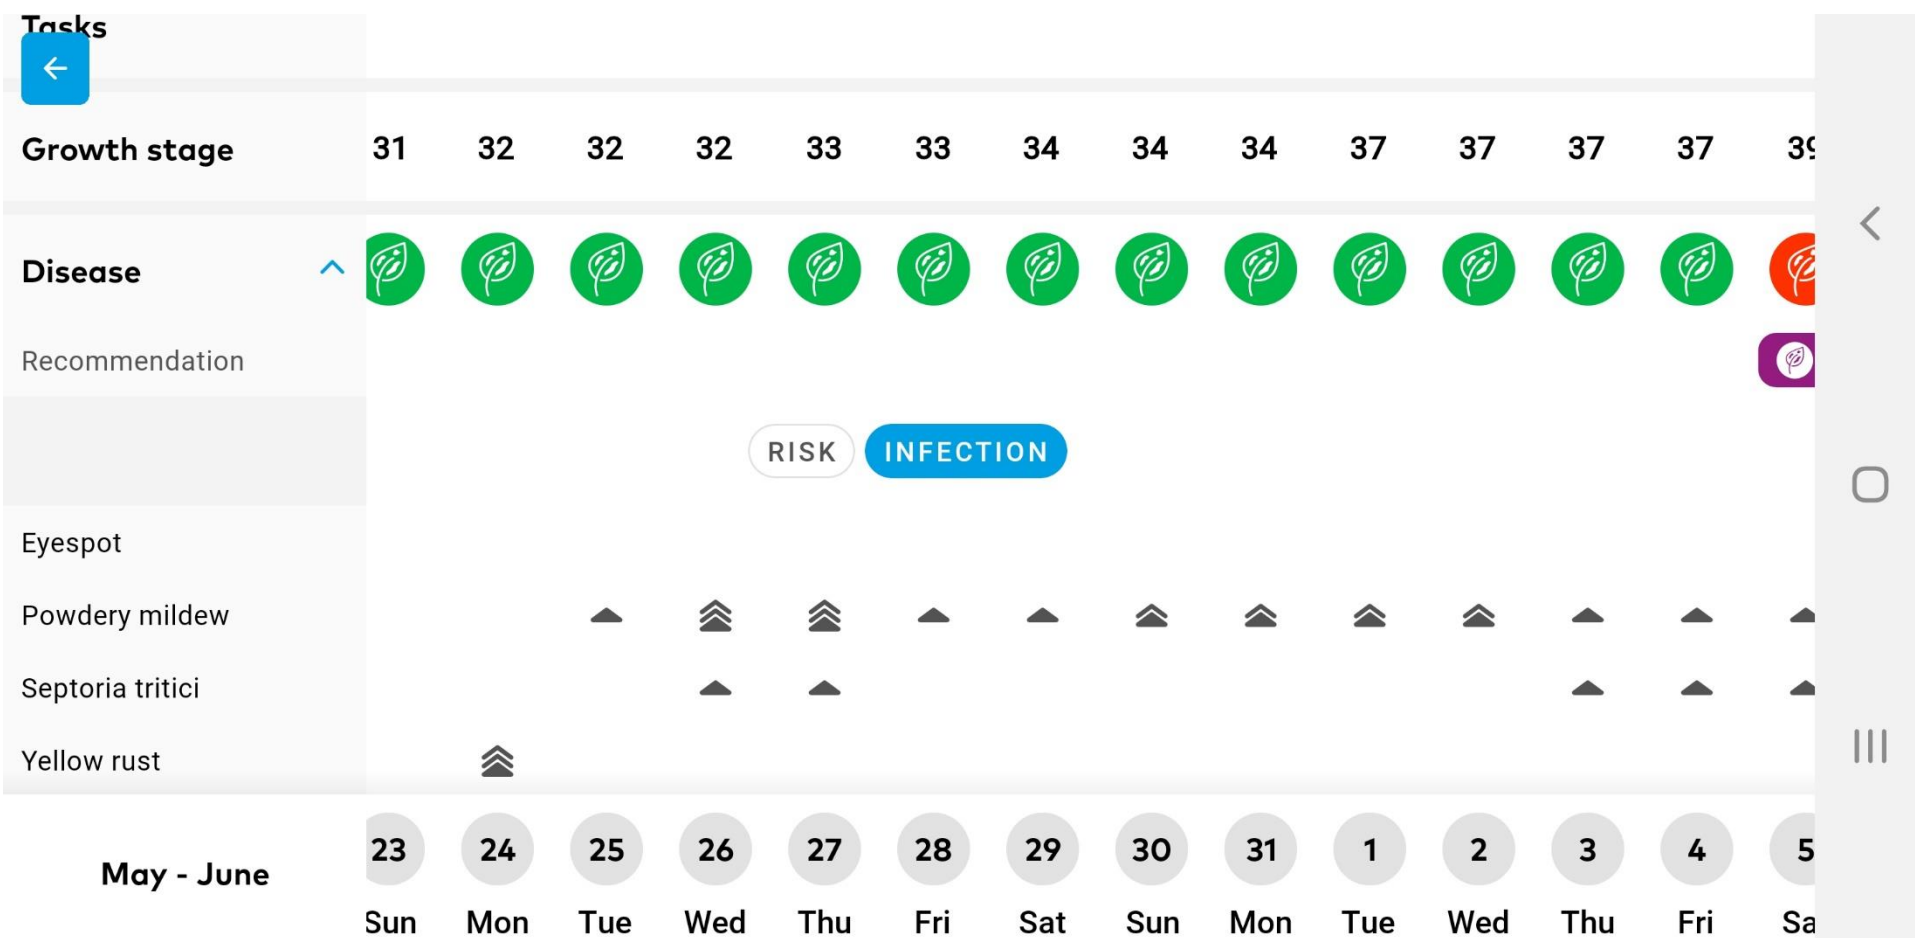 Tasks
Growth stage 31 32 32 32 33 33 34 34 34 37 37 37 37 39
Disease
Recommendation
RISK INFECTION
Eyespot
Powdery mildew
Septoria tritici
Yellow rust
May - June 23 24 25 26 27 28 29 30 31 1 2 3 4 5
Sun Mon Tue Wed Thu Fri Sat Sun Mon Tue Wed Thu Fri Sa